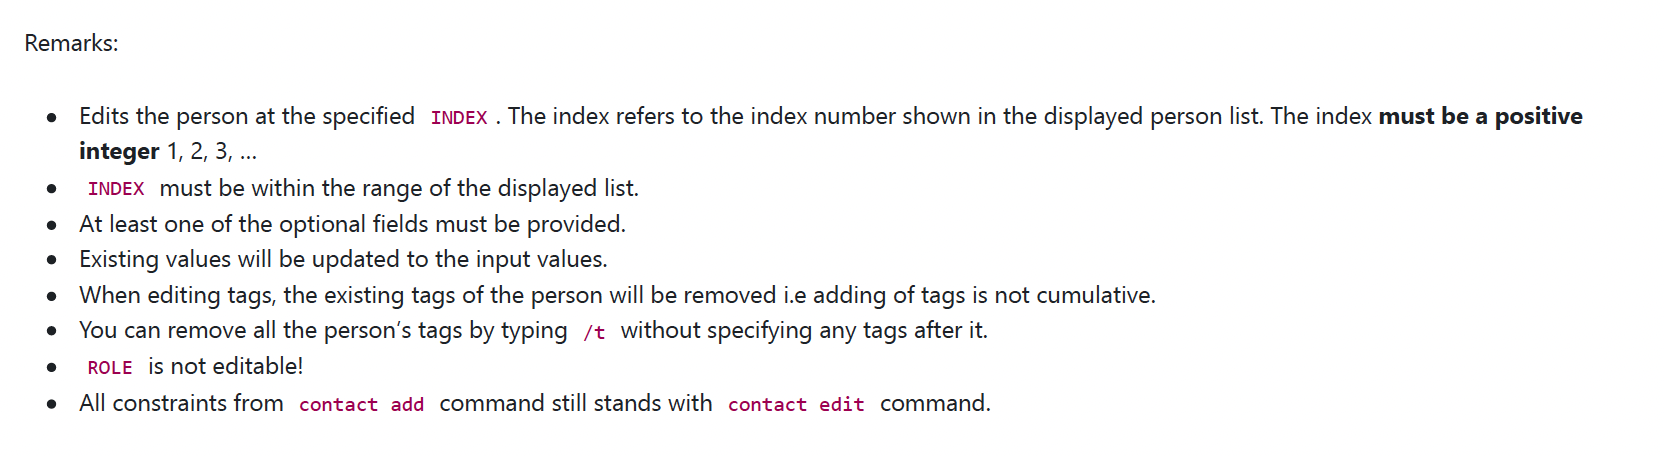 Remarks:
• Edits the person at the specified INDEX . The index refers to the index number shown in the displayed person list. The index must be a positive
integer 1, 2, 3, …
• INDEX must be within the range of the displayed list.
• At least one of the optional fields must be provided.
• Existing values will be updated to the input values.
• When editing tags, the existing tags of the person will be removed i.e adding of tags is not cumulative.
• You can remove all the person’s tags by typing /t without specifying any tags after it.
• ROLE is not editable!
• All constraints from contact add command still stands with contact edit command.